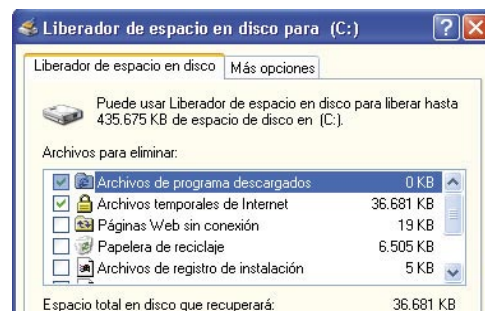 Liberador de espacio en disco para (C:)
Liberador de espacio en disco Más opciones
Puede usar Liberador de espacio en disco para liberar hasta
435.675 KB de espacio de disco en (C:).
Archivos para eliminar:
Archivos de programa descargados 0 KB
Archivos temporales de Internet 36.681 KB
Páginas Web sin conexión 19 KB
Papelera de reciclaje 6.505 KB
Archivos de registro de instalación 5 KB
Espacio total en disco que recuperará: 36.681 KB